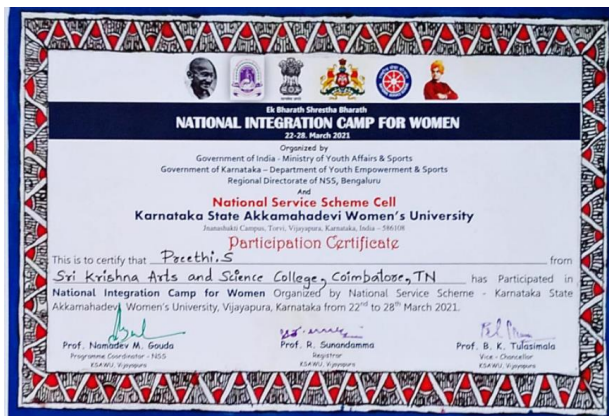 Ek Bharath Shrestha Bharath
NATIONAL INTEGRATION CAMP FOR WOMEN
22-28, March 2021
Organized by
Government of India - Ministry of Youth Affairs & Sports
Government of Karnataka – Department of Youth Empowerment & Sports
Regional Directorate of NSS, Bengaluru
And
National Service Scheme Cell
Karnataka State Akkamahadevi Women's University
Jnanashakti Campus, Torvi, Vijayapura, Karnataka, India – 586108
Participation Certificate
This is to certify that Preethi.S from
Sri Krishna Arts and Science College, Coimbatore, TN has Participated in
National Integration Camp for Women Organized by National Service Scheme - Karnataka State
Akkamahadevi Women's University, Vijayapura, Karnataka from 22nd to 28th March 2021.
Prof. Namadev M. Gouda Prof. R. Sunandamma Prof. B. K. Tulasimala
Programme Coordinator - NSS Registrar Vice - Chancellor
KSAWU, Vijayapura KSAWU, Vijayapura KSAWU, Vijayapura